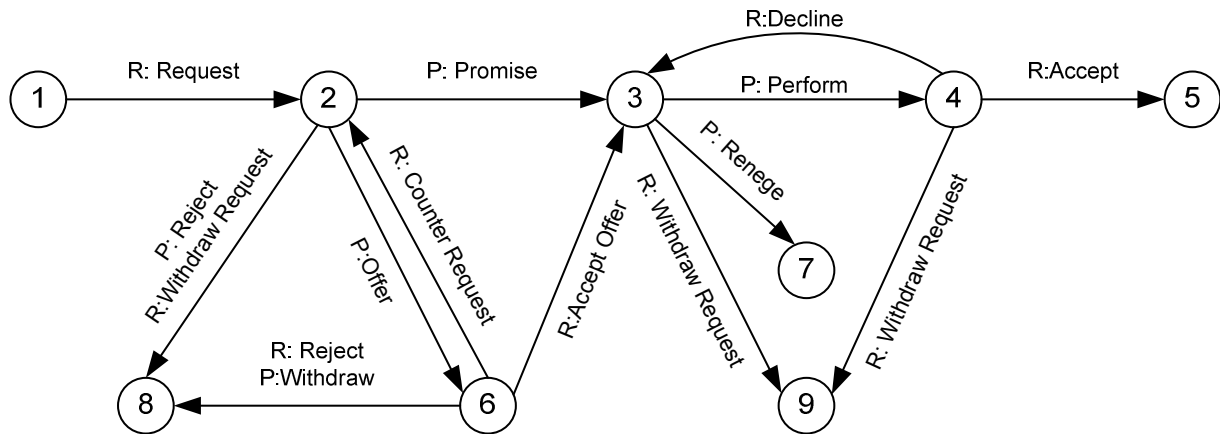 R:Decline
R: Request
P: Promise
P: Perform
R:Accept
1
2
3
4
5
P: Reject
R:Withdraw Request
P:Offer
R: Counter Request
R:Accept Offer
R: Withdraw Request
P: Renege
R: Withdraw Request
7
R: Reject
P:Withdraw
8
6
9